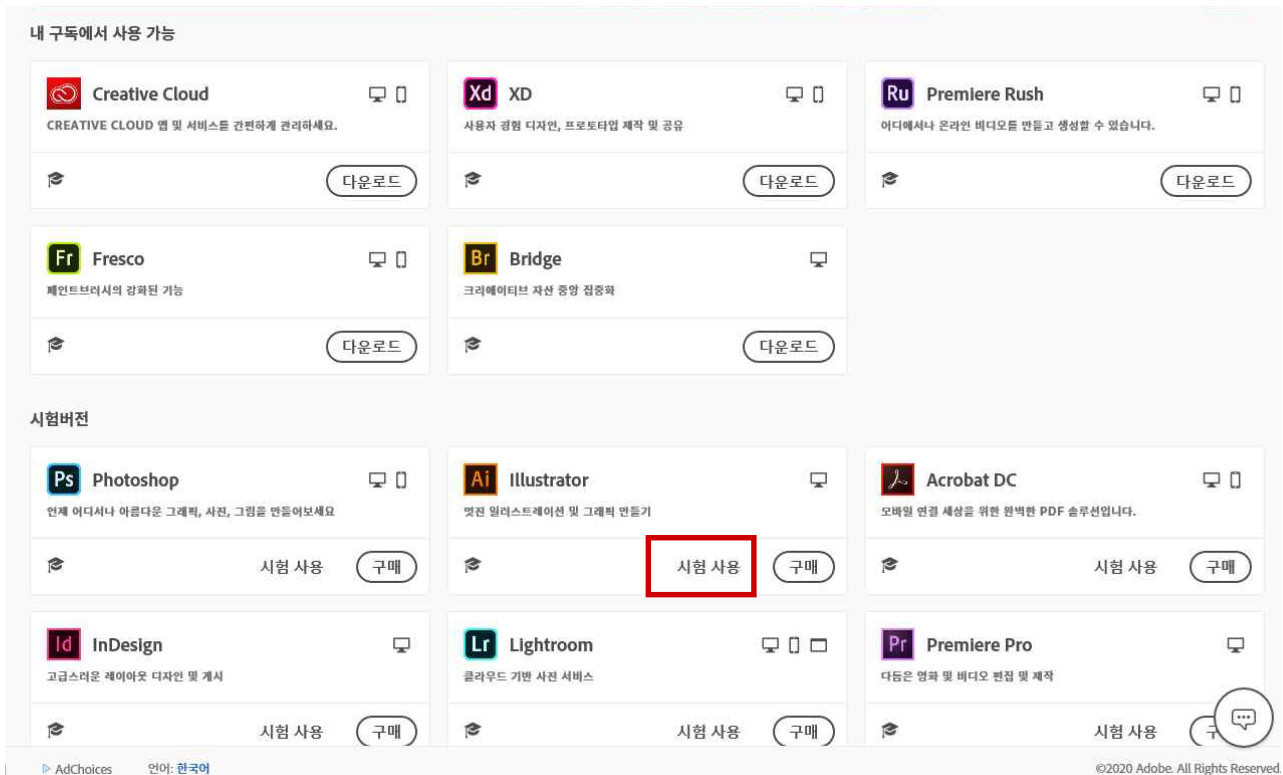 내 구독에서 사용 가능
Creative Cloud
CREATIVE CLOUD 앱 및 서비스를 간편하게 관리하세요.
다운로드
Xd XD
사용자 경험 디자인, 프로토타입 제작 및 공유
다운로드
Ru Premiere Rush
어디에서나 온라인 비디오를 만들고 생성할 수 있습니다.
다운로드
Fr Fresco
페인트브러시의 강화된 기능
다운로드
Br Bridge
크리에이티브 자산 중앙 집중화
다운로드
시험버전
Ps Photoshop
언제 어디서나 아름다운 그래픽, 사진, 그림을 만들어보세요
시험 사용 구매
Ai Illustrator
멋진 일러스트레이션 및 그래픽 만들기
시험 사용 구매
Acrobat DC
모바일 연결 세상을 위한 완벽한 PDF 솔루션입니다.
시험 사용 구매
Id InDesign
고급스러운 레이아웃 디자인 및 게시
시험 사용 구매
Lr Lightroom
클라우드 기반 사진 서비스
시험 사용 구매
Pr Premiere Pro
다듬은 영화 및 비디오 편집 및 제작
시험 사용
AdChoices 언어: 한국어
©2020 Adobe. All Rights Reserved.